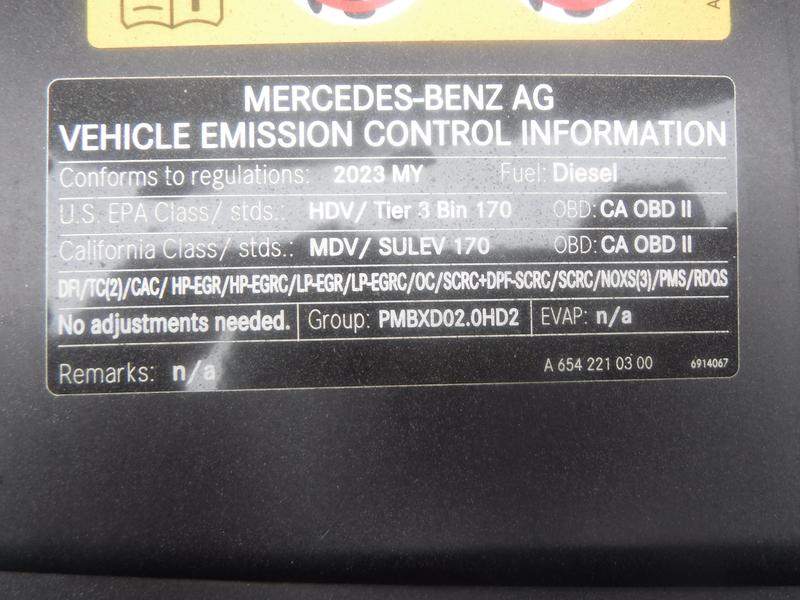 MERCEDES-BENZ AG
VEHICLE EMISSION CONTROL INFORMATION
Conforms to regulations: 2023 MY Fuel: Diesel
U.S. EPA Class/ stds.: HDV/ Tier 3 Bin 170 OBD: CA OBD II
California Class/ stds.: MDV/ SULEV 170 OBD: CA OBD II
DFI/TC(2)/CAC/ HP-EGR/HP-EGRC/LP-EGR/LP-EGRC/OC/SCRC+DPF-SCRC/SCRC/NOXS(3)/PMS/RDQS
No adjustments needed. Group: PMBXD02.0HD2 EVAP: n/a
Remarks: n/a A 654 221 03 00 6914067